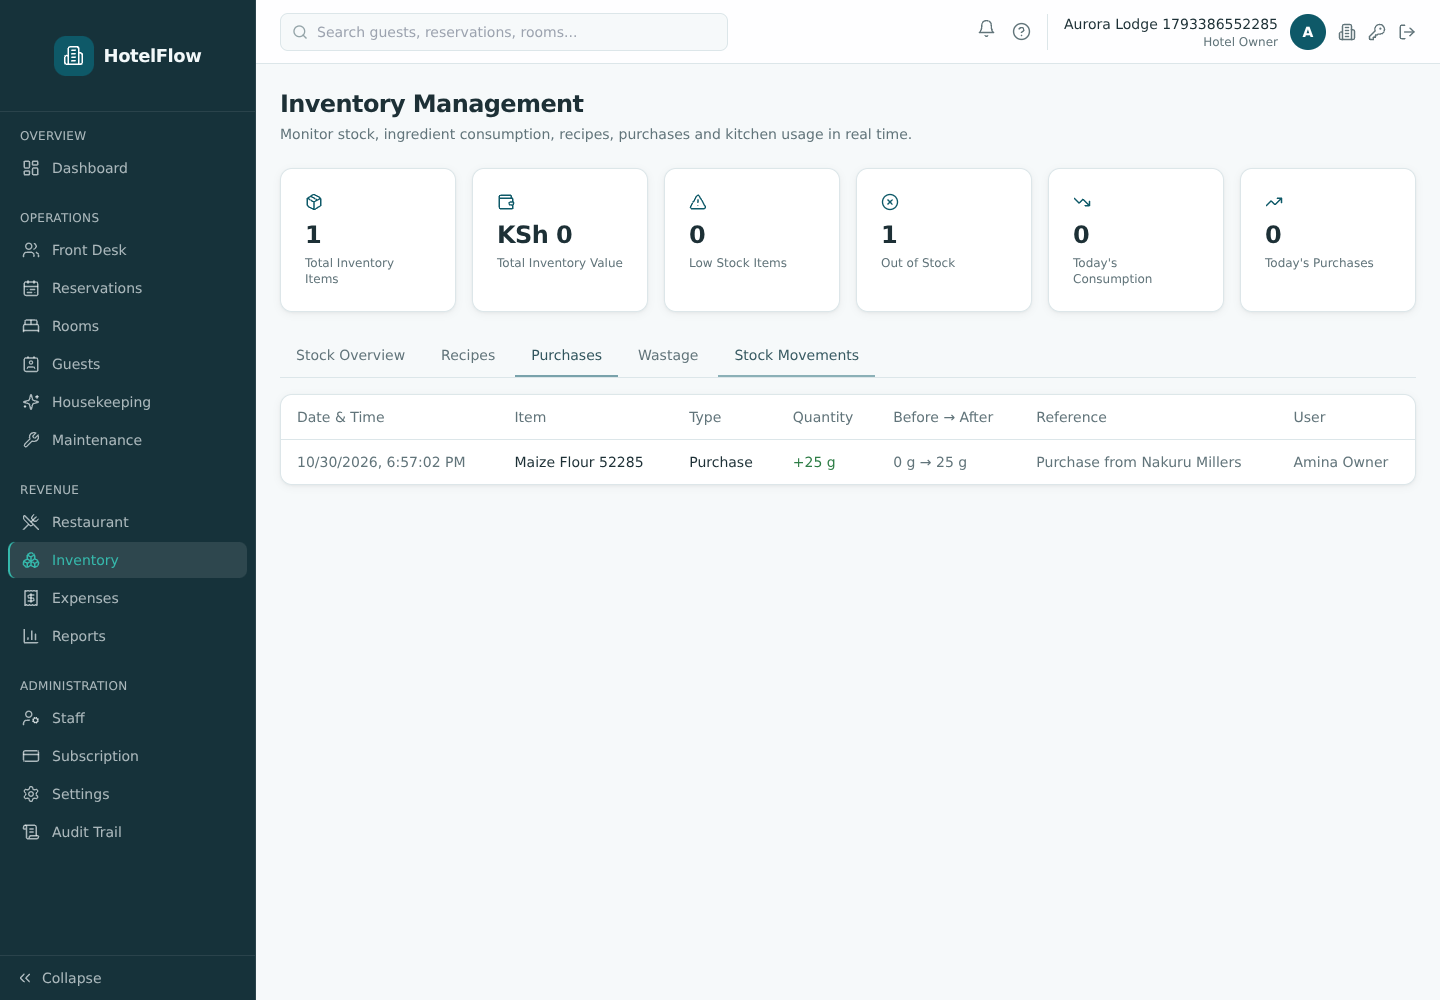 HotelFlow
Search guests, reservations, rooms...
Aurora Lodge 1793386552285
Hotel Owner
A
OVERVIEW
Dashboard
OPERATIONS
Front Desk
Reservations
Rooms
Guests
Housekeeping
Maintenance
REVENUE
Restaurant
Inventory
Expenses
Reports
ADMINISTRATION
Staff
Subscription
Settings
Audit Trail
Collapse
Inventory Management
Monitor stock, ingredient consumption, recipes, purchases and kitchen usage in real time.
1
Total Inventory
Items
KSh 0
Total Inventory Value
0
Low Stock Items
1
Out of Stock
0
Today's
Consumption
0
Today's Purchases
Stock Overview Recipes Purchases Wastage Stock Movements
Date & Time Item Type Quantity Before → After Reference User
10/30/2026, 6:57:02 PM Maize Flour 52285 Purchase +25 g 0 g → 25 g Purchase from Nakuru Millers Amina Owner